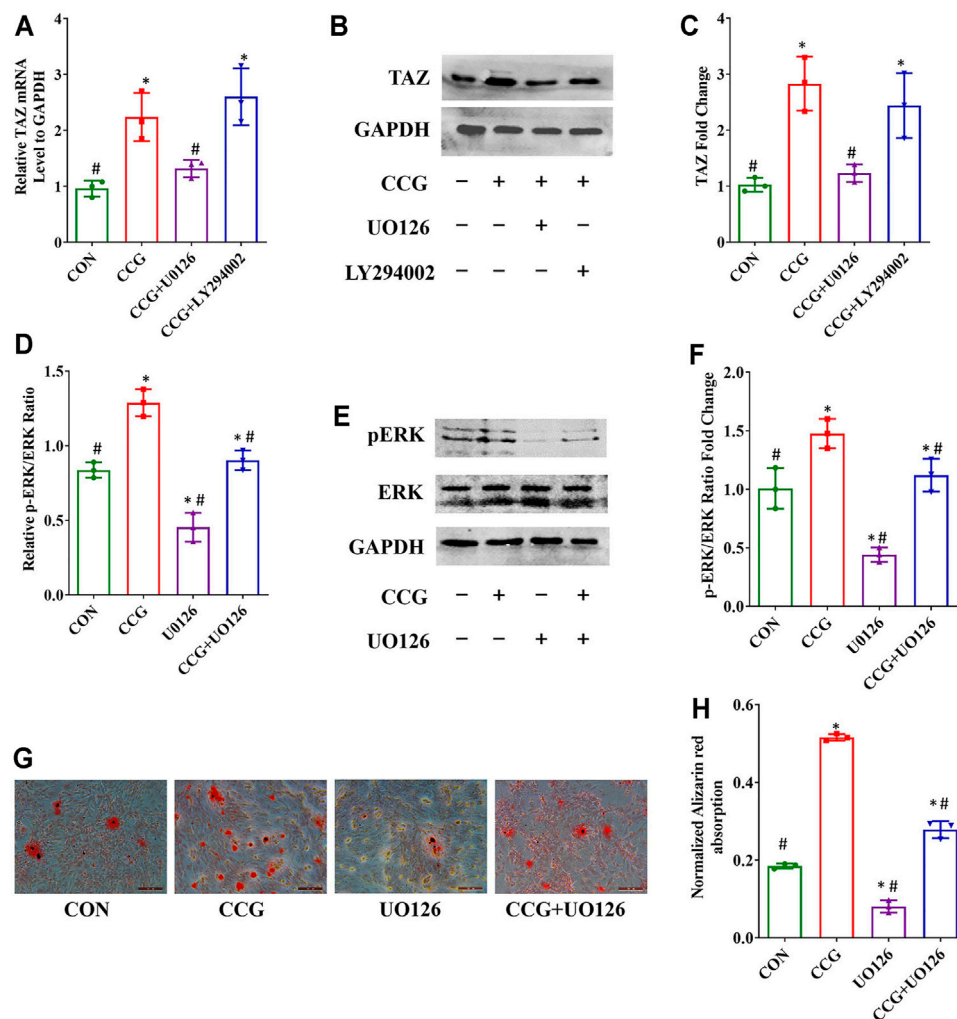 A
Relative TAZ mRNA
Level to GAPDH
4
3
2
1
0
#
*
#
*
CON
CCG
CCG+U0126
CCG+LY294002
B
TAZ
GAPDH
CCG − + + +
UO126 − − + −
LY294002 − − − +
C
TAZ Fold Change
4
3
2
1
0
#
*
#
*
CON
CCG
CCG+U0126
CCG+LY294002
D
Relative p-ERK/ERK Ratio
1.5
1.0
0.5
0.0
#
*
*#
*#
CON
CCG
U0126
CCG+UO126
E
pERK
ERK
GAPDH
CCG − + − +
UO126 − − + +
F
p-ERK/ERK Ratio Fold Change
2.0
1.5
1.0
0.5
0.0
#
*
*#
*#
CON
CCG
U0126
CCG+UO126
G
CON
CCG
UO126
CCG+UO126
H
Normalized Alizarin red
absorption
0.6
0.4
0.2
0.0
#
*
*#
*#
CON
CCG
UO126
CCG+UO126